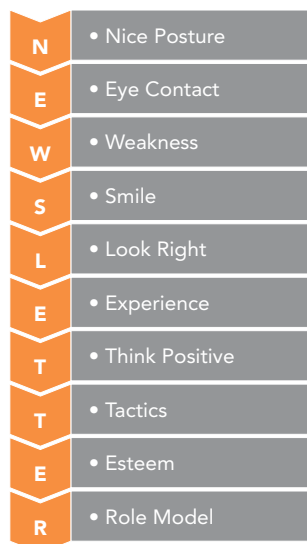 N • Nice Posture
E • Eye Contact
W • Weakness
S • Smile
L • Look Right
E • Experience
T • Think Positive
T • Tactics
E • Esteem
R • Role Model